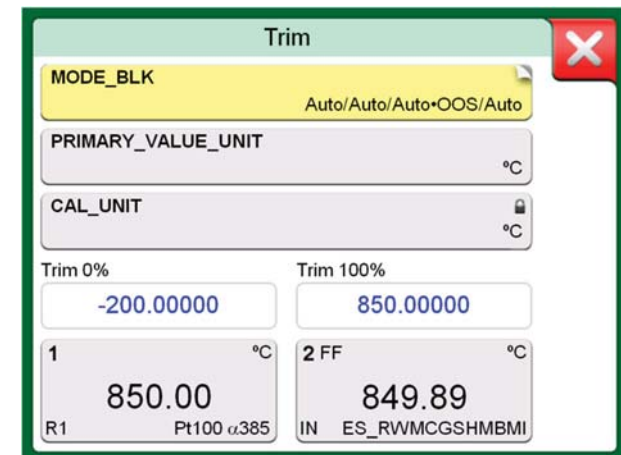 Trim
MODE_BLK
Auto/Auto/Auto•OOS/Auto
PRIMARY_VALUE_UNIT
°C
CAL_UNIT
°C
Trim 0%
Trim 100%
-200.00000
850.00000
1 °C
850.00
R1 Pt100 α385
2 FF °C
849.89
IN ES_RWMCGSHMBMI